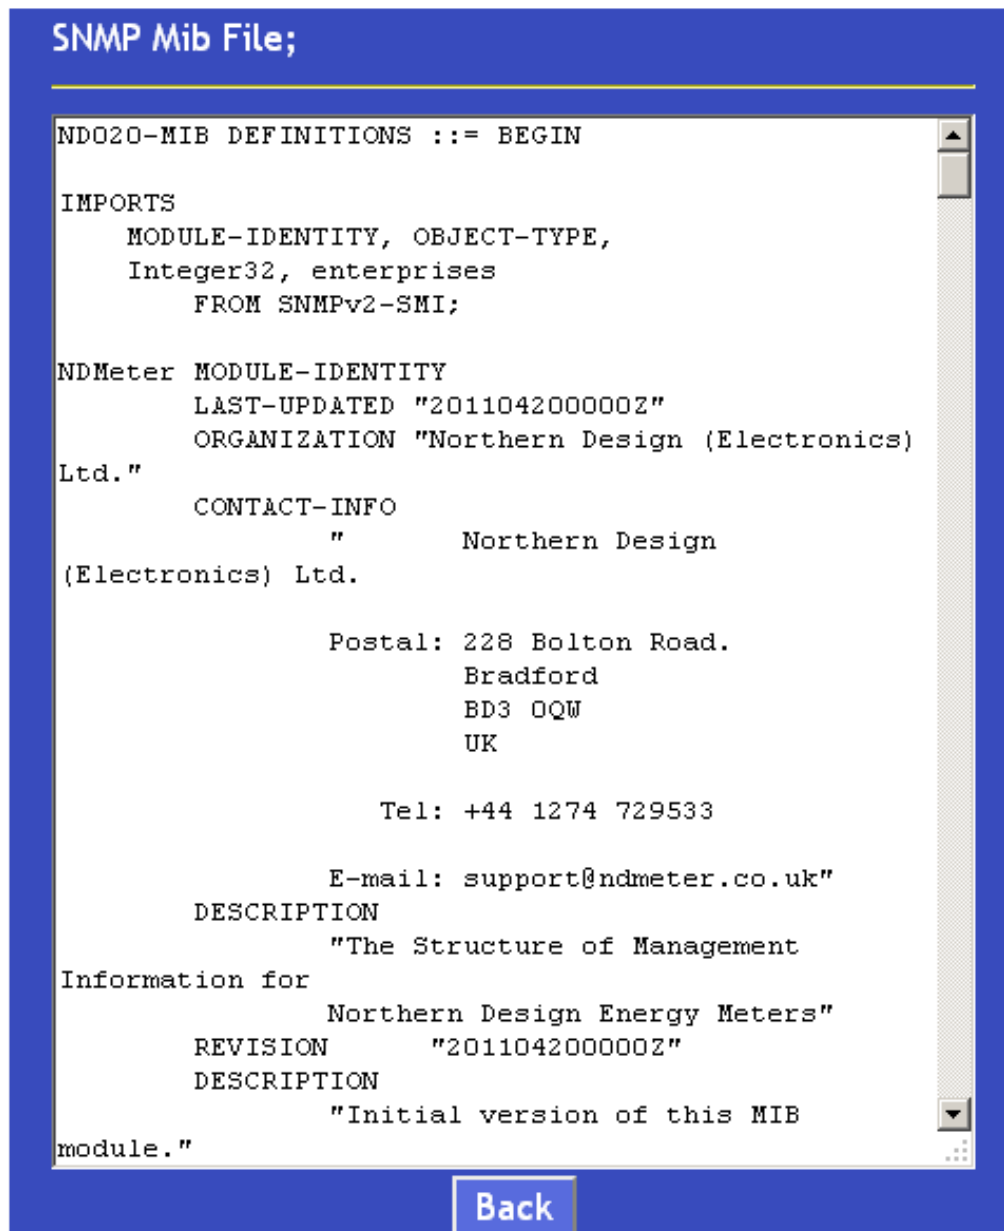 SNMP Mib File;
ND020-MIB DEFINITIONS ::= BEGIN
IMPORTS
MODULE-IDENTITY, OBJECT-TYPE,
Integer32, enterprises
FROM SNMPv2-SMI;
NDMeter MODULE-IDENTITY
LAST-UPDATED "201104200000Z"
ORGANIZATION "Northern Design (Electronics)
Ltd."
CONTACT-INFO
" Northern Design
(Electronics) Ltd.
Postal: 228 Bolton Road.
Bradford
BD3 0QW
UK
Tel: +44 1274 729533
E-mail: support@ndmeter.co.uk"
DESCRIPTION
"The Structure of Management
Information for
Northern Design Energy Meters"
REVISION "201104200000Z"
DESCRIPTION
"Initial version of this MIB
module."
Back